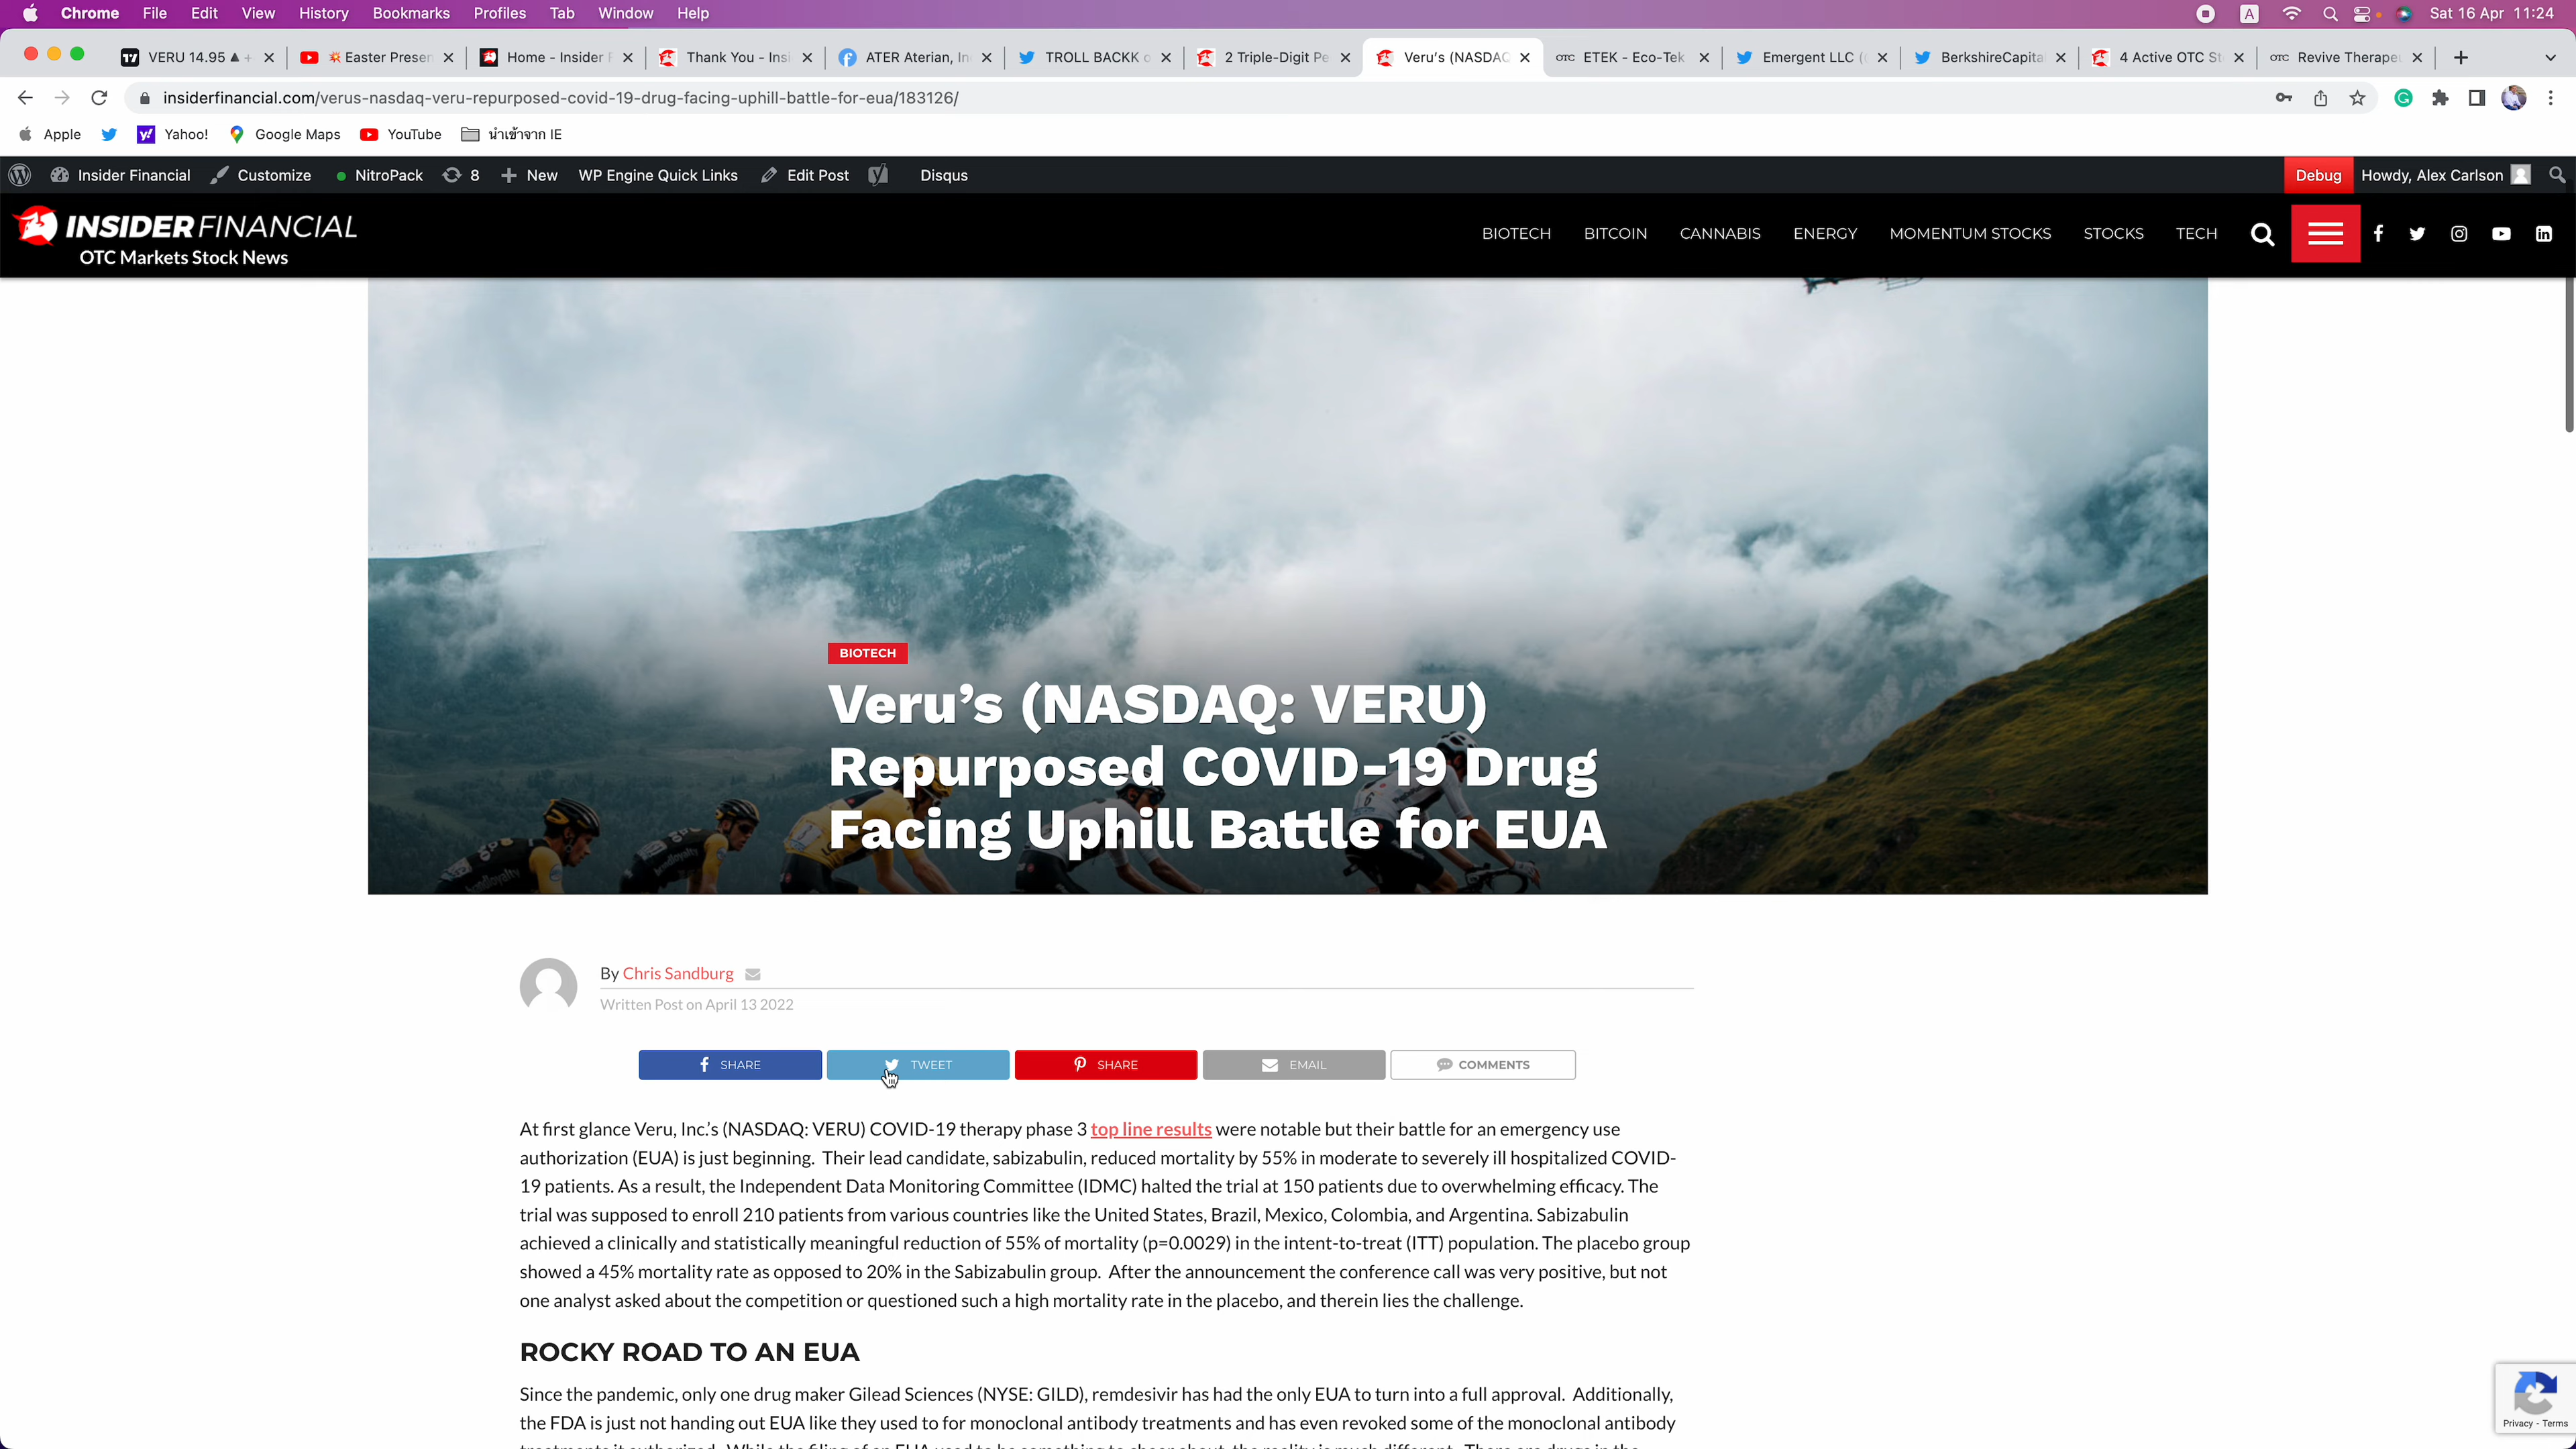 Chrome File Edit View History Bookmarks Profiles Tab Window Help A Sat 16 Apr 11:24
VERU 14.95 ▲ + Easter Presen Home - Insider F Thank You - Insi ATER Aterian, In TROLL BACKK o 2 Triple-Digit Pe Veru's (NASDAQ OTC ETEK - Eco-Tek Emergent LLC ( BerkshireCapita 4 Active OTC St OTC Revive Therape
insiderfinancial.com/verus-nasdaq-veru-repurposed-covid-19-drug-facing-uphill-battle-for-eua/183126/
Apple Yahoo! Google Maps YouTube นำเข้าจาก IE
Insider Financial Customize NitroPack 8 New WP Engine Quick Links Edit Post Disqus Debug Howdy, Alex Carlson
INSIDER FINANCIAL
OTC Markets Stock News
BIOTECH BITCOIN CANNABIS ENERGY MOMENTUM STOCKS STOCKS TECH
BIOTECH
Veru's (NASDAQ: VERU)
Repurposed COVID-19 Drug
Facing Uphill Battle for EUA
By Chris Sandburg
Written Post on April 13 2022
SHARE TWEET SHARE EMAIL COMMENTS
At first glance Veru, Inc.'s (NASDAQ: VERU) COVID-19 therapy phase 3 top line results were notable but their battle for an emergency use
authorization (EUA) is just beginning. Their lead candidate, sabizabulin, reduced mortality by 55% in moderate to severely ill hospitalized COVID-
19 patients. As a result, the Independent Data Monitoring Committee (IDMC) halted the trial at 150 patients due to overwhelming efficacy. The
trial was supposed to enroll 210 patients from various countries like the United States, Brazil, Mexico, Colombia, and Argentina. Sabizabulin
achieved a clinically and statistically meaningful reduction of 55% of mortality (p=0.0029) in the intent-to-treat (ITT) population. The placebo group
showed a 45% mortality rate as opposed to 20% in the Sabizabulin group. After the announcement the conference call was very positive, but not
one analyst asked about the competition or questioned such a high mortality rate in the placebo, and therein lies the challenge.
ROCKY ROAD TO AN EUA
Since the pandemic, only one drug maker Gilead Sciences (NYSE: GILD), remdesivir has had the only EUA to turn into a full approval. Additionally,
the FDA is just not handing out EUA like they used to for monoclonal antibody treatments and has even revoked some of the monoclonal antibody
Privacy - Terms